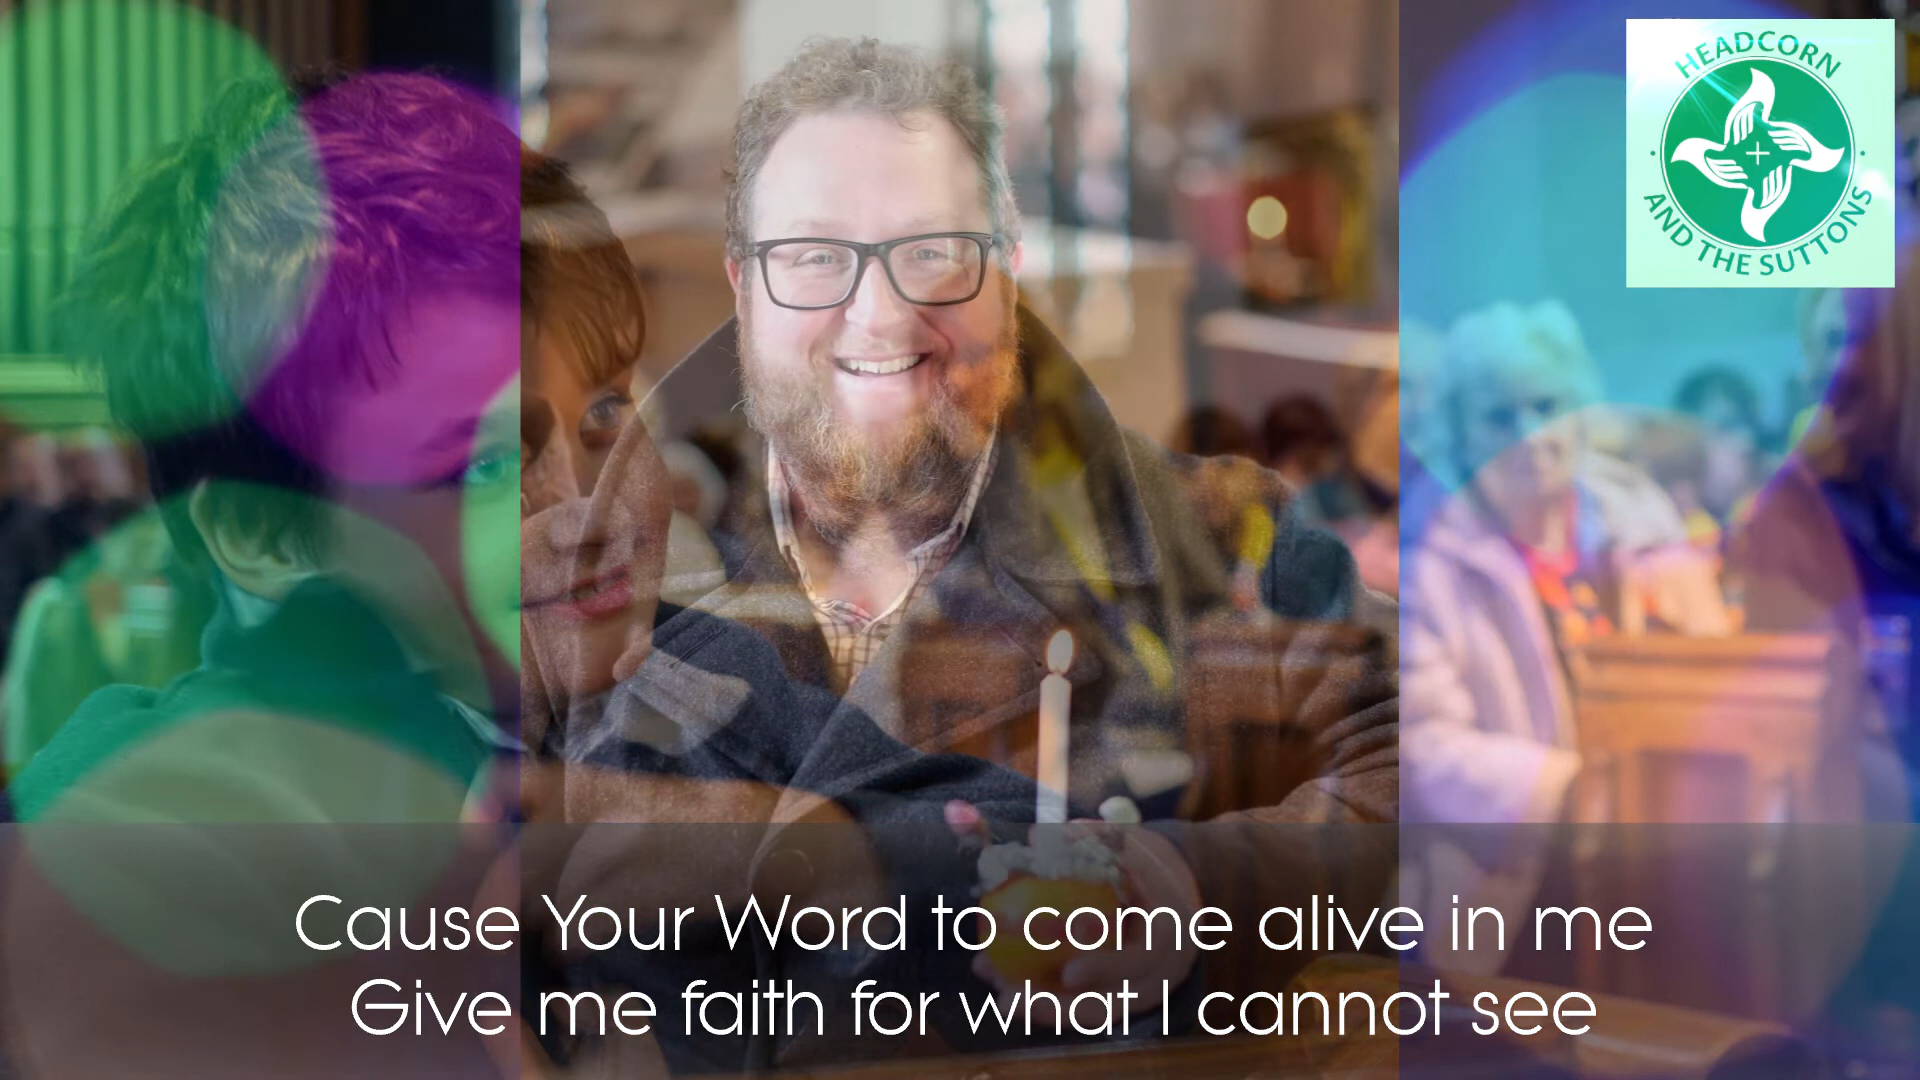 HEADCORN
AND THE SUTTONS
Cause Your Word to come alive in me
Give me faith for what I cannot see